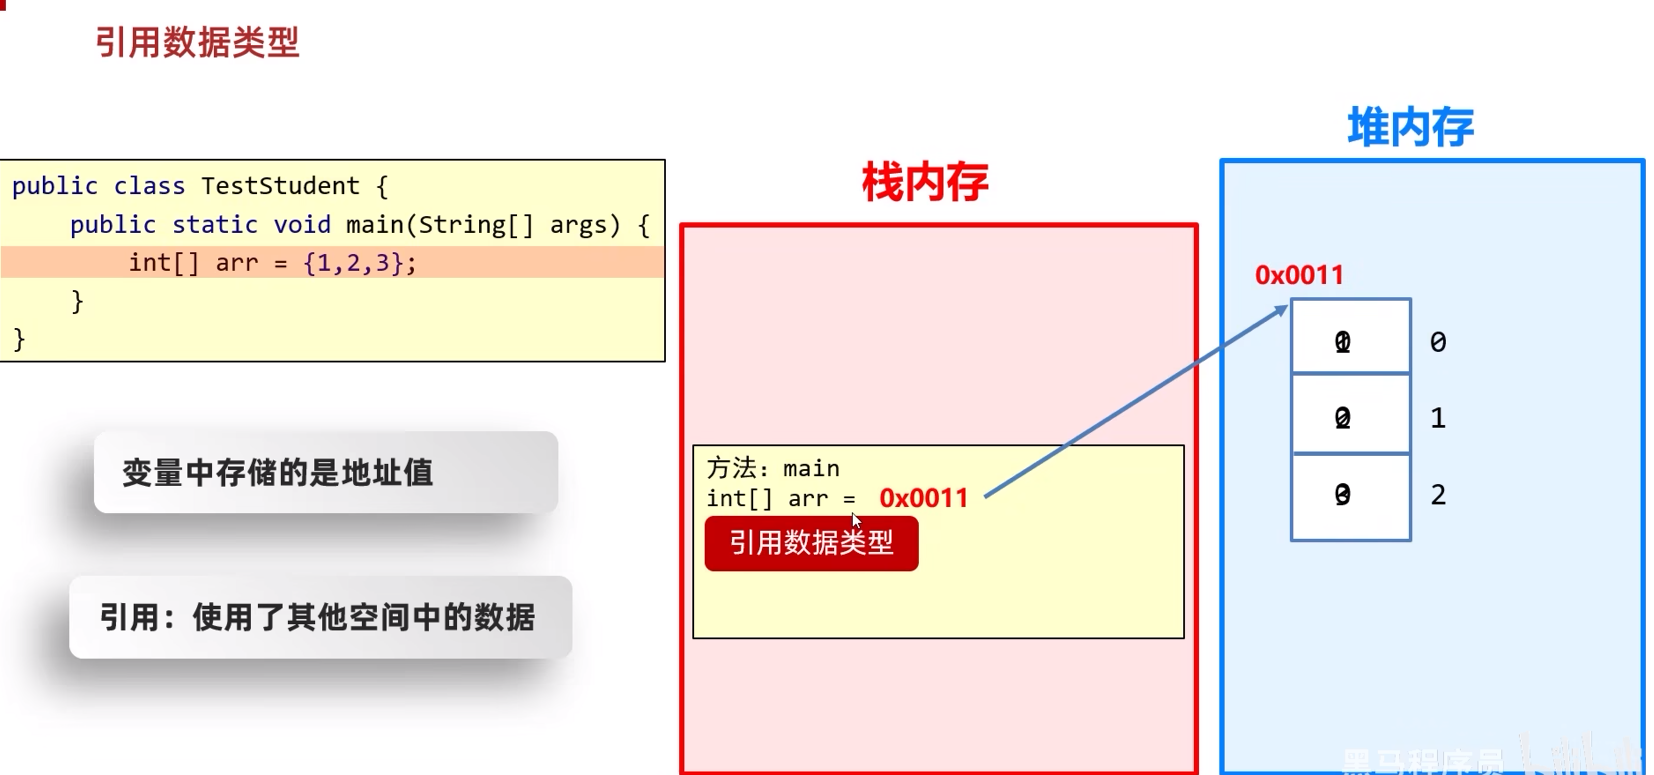 引用数据类型
堆内存
栈内存
public class TestStudent {
public static void main(String[] args) {
int[] arr = {1,2,3};
}
}
0x0011
0
1
2
变量中存储的是地址值
方法: main
int[] arr = 0x0011
引用数据类型
引用：使用了其他空间中的数据
黑马程序员